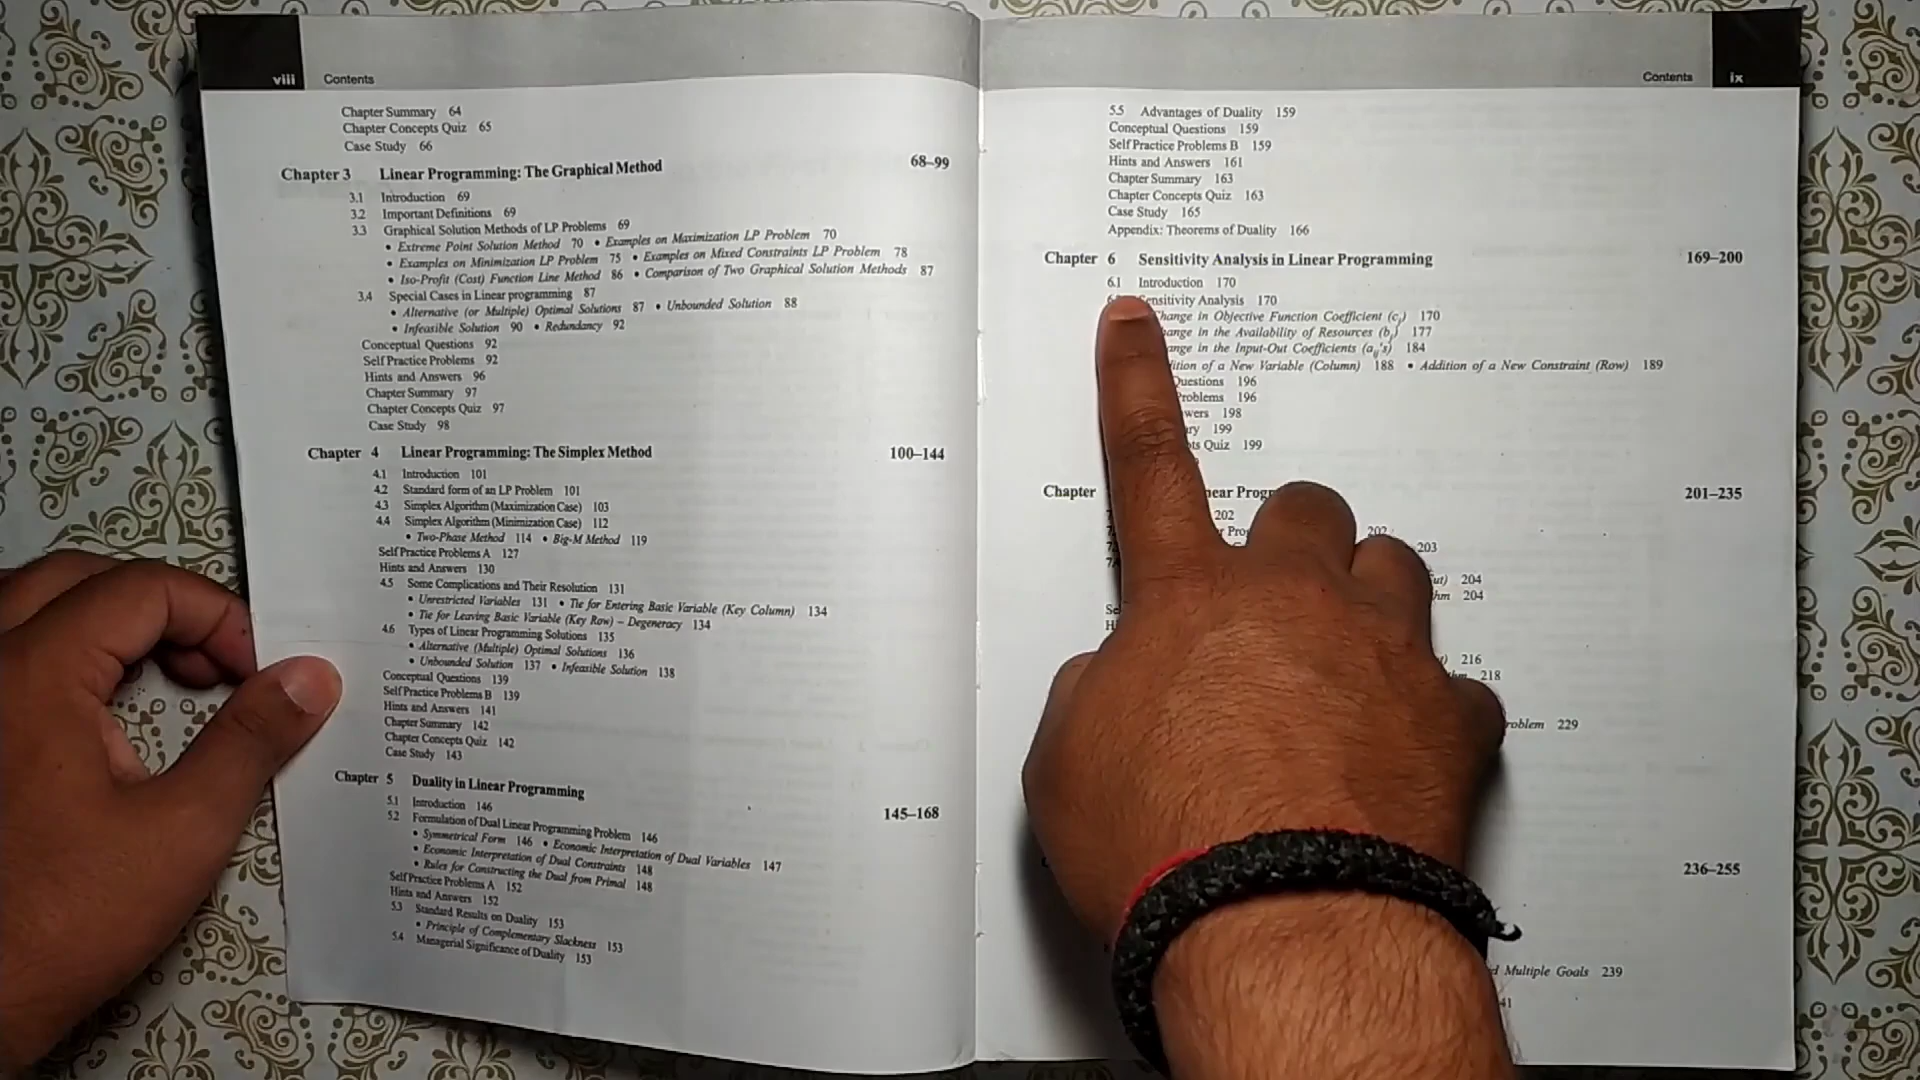 viii Contents
Chapter Summary 64
Chapter Concepts Quiz 65
Case Study 66
Chapter 3 Linear Programming: The Graphical Method 68–99
3.1 Introduction 69
3.2 Important Definitions 69
3.3 Graphical Solution Methods of LP Problems 69
• Extreme Point Solution Method 70 • Examples on Maximization LP Problem 70
• Examples on Minimization LP Problem 75 • Examples on Mixed Constraints LP Problem 78
• Iso-Profit (Cost) Function Line Method 86 • Comparison of Two Graphical Solution Methods 87
3.4 Special Cases in Linear programming 87
• Alternative (or Multiple) Optimal Solutions 87 • Unbounded Solution 88
• Infeasible Solution 90 • Redundancy 92
Conceptual Questions 92
Self Practice Problems 92
Hints and Answers 96
Chapter Summary 97
Chapter Concepts Quiz 97
Case Study 98
Chapter 4 Linear Programming: The Simplex Method 100–144
4.1 Introduction 101
4.2 Standard form of an LP Problem 101
4.3 Simplex Algorithm (Maximization Case) 103
4.4 Simplex Algorithm (Minimization Case) 112
• Two-Phase Method 114 • Big-M Method 119
Self Practice Problems A 127
Hints and Answers 130
4.5 Some Complications and Their Resolution 131
• Unrestricted Variables 131 • Tie for Entering Basic Variable (Key Column) 134
• Tie for Leaving Basic Variable (Key Row) – Degeneracy 134
4.6 Types of Linear Programming Solutions 135
• Alternative (Multiple) Optimal Solutions 136
• Unbounded Solution 137 • Infeasible Solution 138
Conceptual Questions 139
Self Practice Problems B 139
Hints and Answers 141
Chapter Summary 142
Chapter Concepts Quiz 142
Case Study 143
Chapter 5 Duality in Linear Programming 145–168
5.1 Introduction 146
5.2 Formulation of Dual Linear Programming Problem 146
• Symmetrical Form 146 • Economic Interpretation of Dual Variables 147
• Economic Interpretation of Dual Constraints 148
• Rules for Constructing the Dual from Primal 148
Self Practice Problems A 152
Hints and Answers 152
5.3 Standard Results on Duality 153
• Principle of Complementary Slackness 153
5.4 Managerial Significance of Duality 153
Contents ix
5.5 Advantages of Duality 159
Conceptual Questions 159
Self Practice Problems B 159
Hints and Answers 161
Chapter Summary 163
Chapter Concepts Quiz 163
Case Study 165
Appendix: Theorems of Duality 166
Chapter 6 Sensitivity Analysis in Linear Programming 169–200
6.1 Introduction 170
Sensitivity Analysis 170
Change in Objective Function Coefficient (cj) 170
ange in the Availability of Resources (bj) 177
ange in the Input-Out Coefficients (aij's) 184
ition of a New Variable (Column) 188 • Addition of a New Constraint (Row) 189
Questions 196
Problems 196
wers 198
ry 199
ts Quiz 199
Chapter near Progr 201–235
202
r Pro 202
203
ut) 204
hm 204
216
218
roblem 229
236–255
d Multiple Goals 239
41